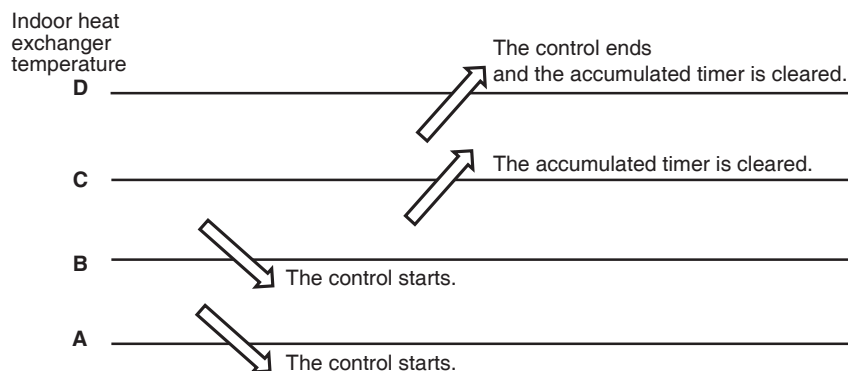 Indoor heat
exchanger
temperature
The control ends
and the accumulated timer is cleared.
D
The accumulated timer is cleared.
C
B
The control starts.
A
The control starts.